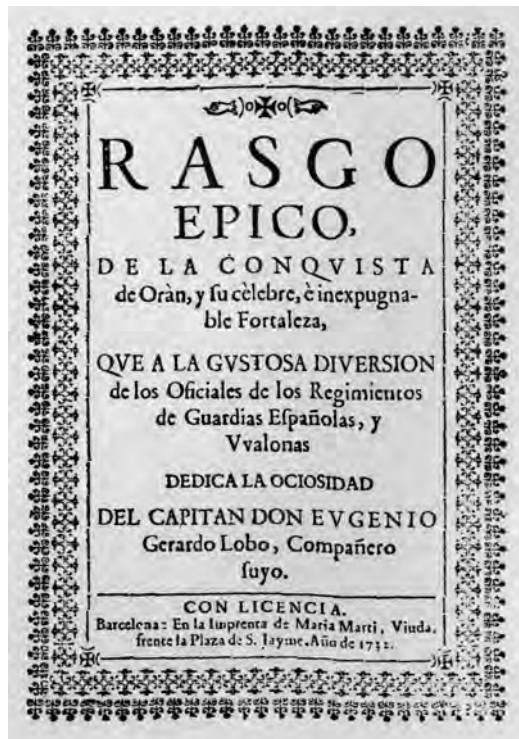 RASGO
EPICO,
DE LA CONQVISTA
de Oràn, y ſu cèlebre, è inexpugna-
ble Fortaleza,
QVE A LA GVSTOSA DIVERSION
de los Oficiales de los Regimientos
de Guardias Eſpañolas, y
Vvalonas
DEDICA LA OCIOSIDAD
DEL CAPITAN DON EVGENIO
Gerardo Lobo, Compañero
ſuyo.
CON LICENCIA.
Barcelona: En la Imprenta de Maria Marti, Viuda,
frente la Plaza de S. Jayme. Año de 1732.